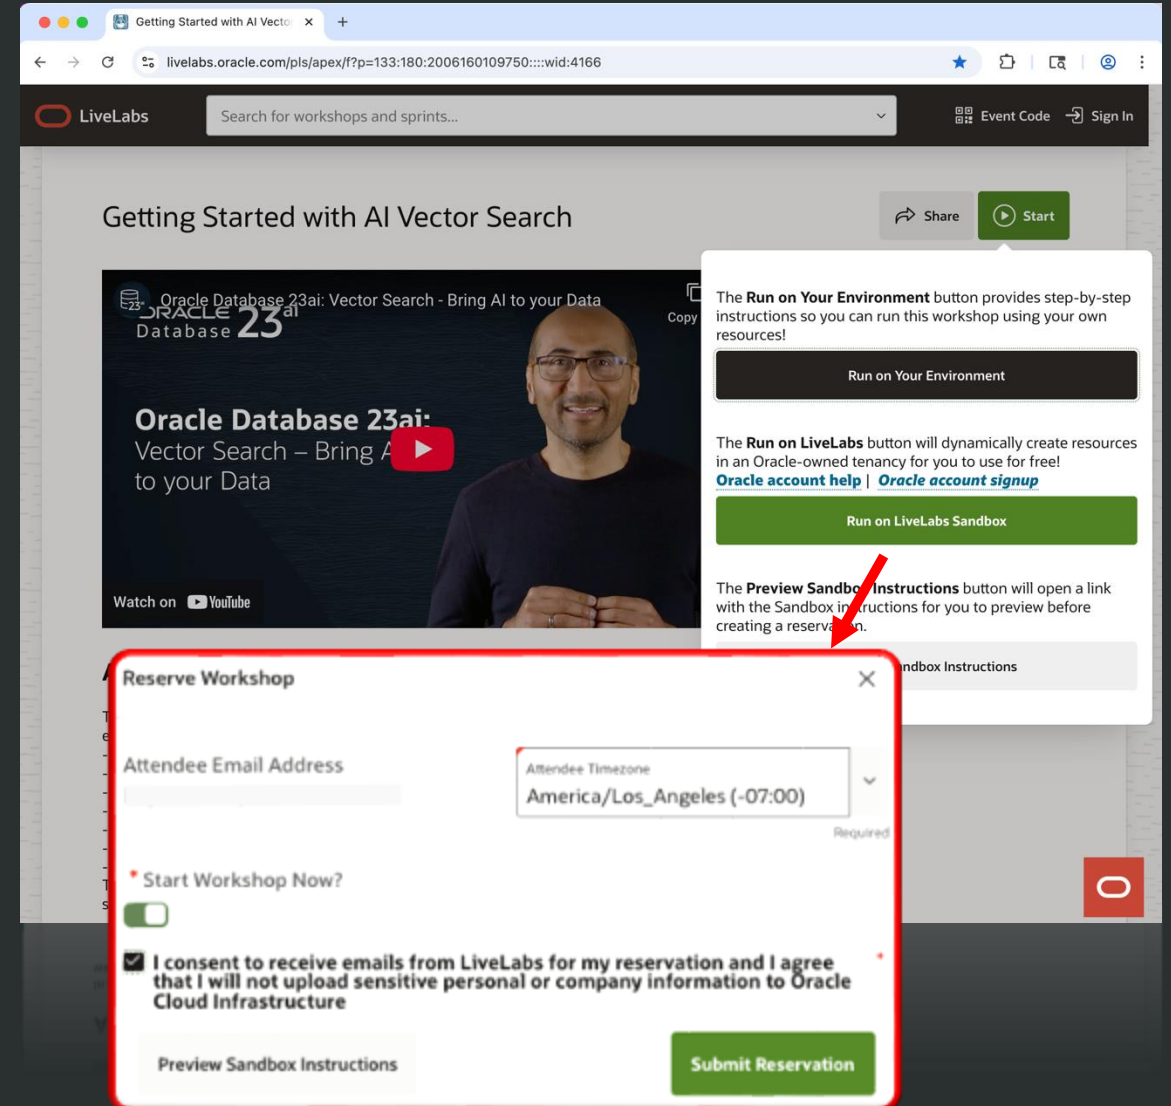 Getting Started with AI Vecto
livelabs.oracle.com/pls/apex/f?p=133:180:2006160109750::::wid:4166
LiveLabs
Search for workshops and sprints...
Event Code
Sign In
Getting Started with AI Vector Search
Share
Start
Oracle Database 23ai: Vector Search - Bring AI to your Data
Copy
ORACLE
Database 23ai
Oracle Database 23ai:
Vector Search – Bring A
to your Data
Watch on YouTube
The Run on Your Environment button provides step-by-step
instructions so you can run this workshop using your own
resources!
Run on Your Environment
The Run on LiveLabs button will dynamically create resources
in an Oracle-owned tenancy for you to use for free!
Oracle account help | Oracle account signup
Run on LiveLabs Sandbox
The Preview Sandbox Instructions button will open a link
with the Sandbox instructions for you to preview before
creating a reservation.
ndbox Instructions
Reserve Workshop
Attendee Email Address
Attendee Timezone
America/Los_Angeles (-07:00)
Required
* Start Workshop Now?
I consent to receive emails from LiveLabs for my reservation and I agree *
that I will not upload sensitive personal or company information to Oracle
Cloud Infrastructure
Preview Sandbox Instructions
Submit Reservation